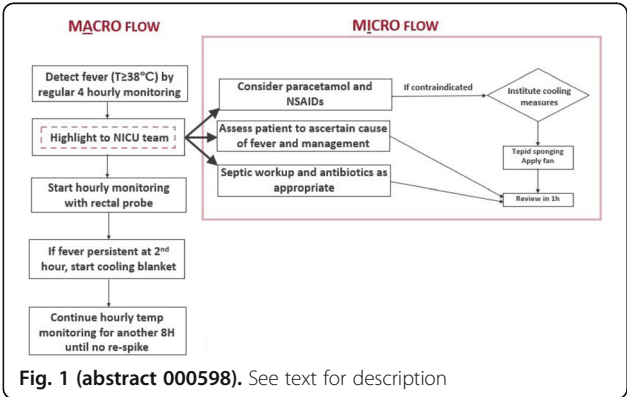 MACRO FLOW
Detect fever (T≥38°C) by
regular 4 hourly monitoring
Highlight to NICU team
Start hourly monitoring
with rectal probe
If fever persistent at 2nd
hour, start cooling blanket
Continue hourly temp
monitoring for another 8H
until no re-spike
MICRO FLOW
Consider paracetamol and
NSAIDs
If contraindicated
Institute cooling
measures
Assess patient to ascertain cause
of fever and management
Tepid sponging
Apply fan
Septic workup and antibiotics as
appropriate
Review in 1h
Fig. 1 (abstract 000598). See text for description